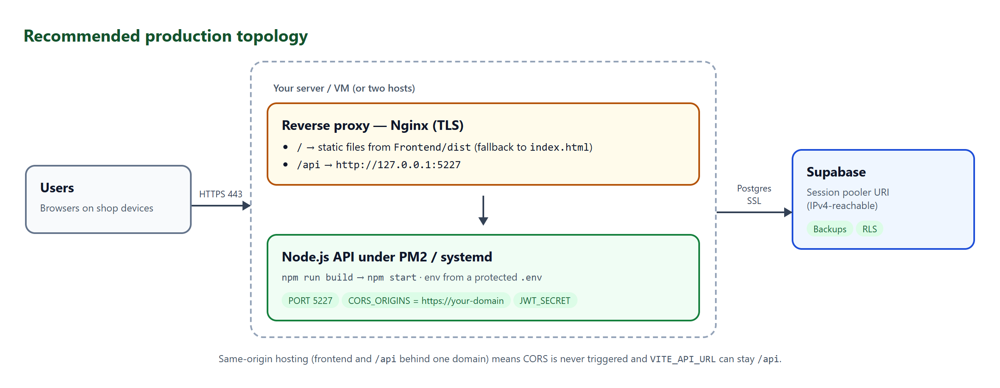 Recommended production topology
Your server / VM (or two hosts)
Reverse proxy — Nginx (TLS)
• / → static files from Frontend/dist (fallback to index.html)
• /api → http://127.0.0.1:5227
Users
Browsers on shop devices
HTTPS 443
Node.js API under PM2 / systemd
npm run build → npm start · env from a protected .env
PORT 5227 CORS_ORIGINS = https://your-domain JWT_SECRET
Postgres
SSL
Supabase
Session pooler URI
(IPv4-reachable)
Backups RLS
Same-origin hosting (frontend and /api behind one domain) means CORS is never triggered and VITE_API_URL can stay /api.